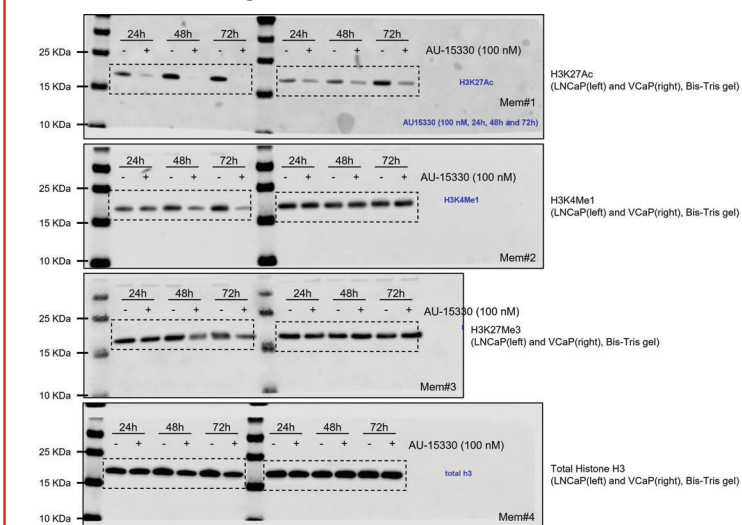 24h 48h 72h 24h 48h 72h
- + - + - + - + - + - + AU-15330 (100 nM)
25 KDa
15 KDa
10 KDa
H3K27Ac
Mem#1
AU15330 (100 nM, 24h, 48h and 72h)
H3K27Ac
(LNCaP(left) and VCaP(right), Bis-Tris gel)
24h 48h 72h 24h 48h 72h
- + - + - + - + - + - + AU-15330 (100 nM)
25 KDa
15 KDa
10 KDa
H3K4Me1
Mem#2
H3K4Me1
(LNCaP(left) and VCaP(right), Bis-Tris gel)
24h 48h 72h 24h 48h 72h
- + - + - + - + - + - + AU-15330 (100 nM)
25 KDa
15 KDa
10 KDa
Mem#3
H3K27Me3
(LNCaP(left) and VCaP(right), Bis-Tris gel)
24h 48h 72h 24h 48h 72h
- + - + - + - + - + - + AU-15330 (100 nM)
25 KDa
15 KDa
10 KDa
total h3
Mem#4
Total Histone H3
(LNCaP(left) and VCaP(right), Bis-Tris gel)